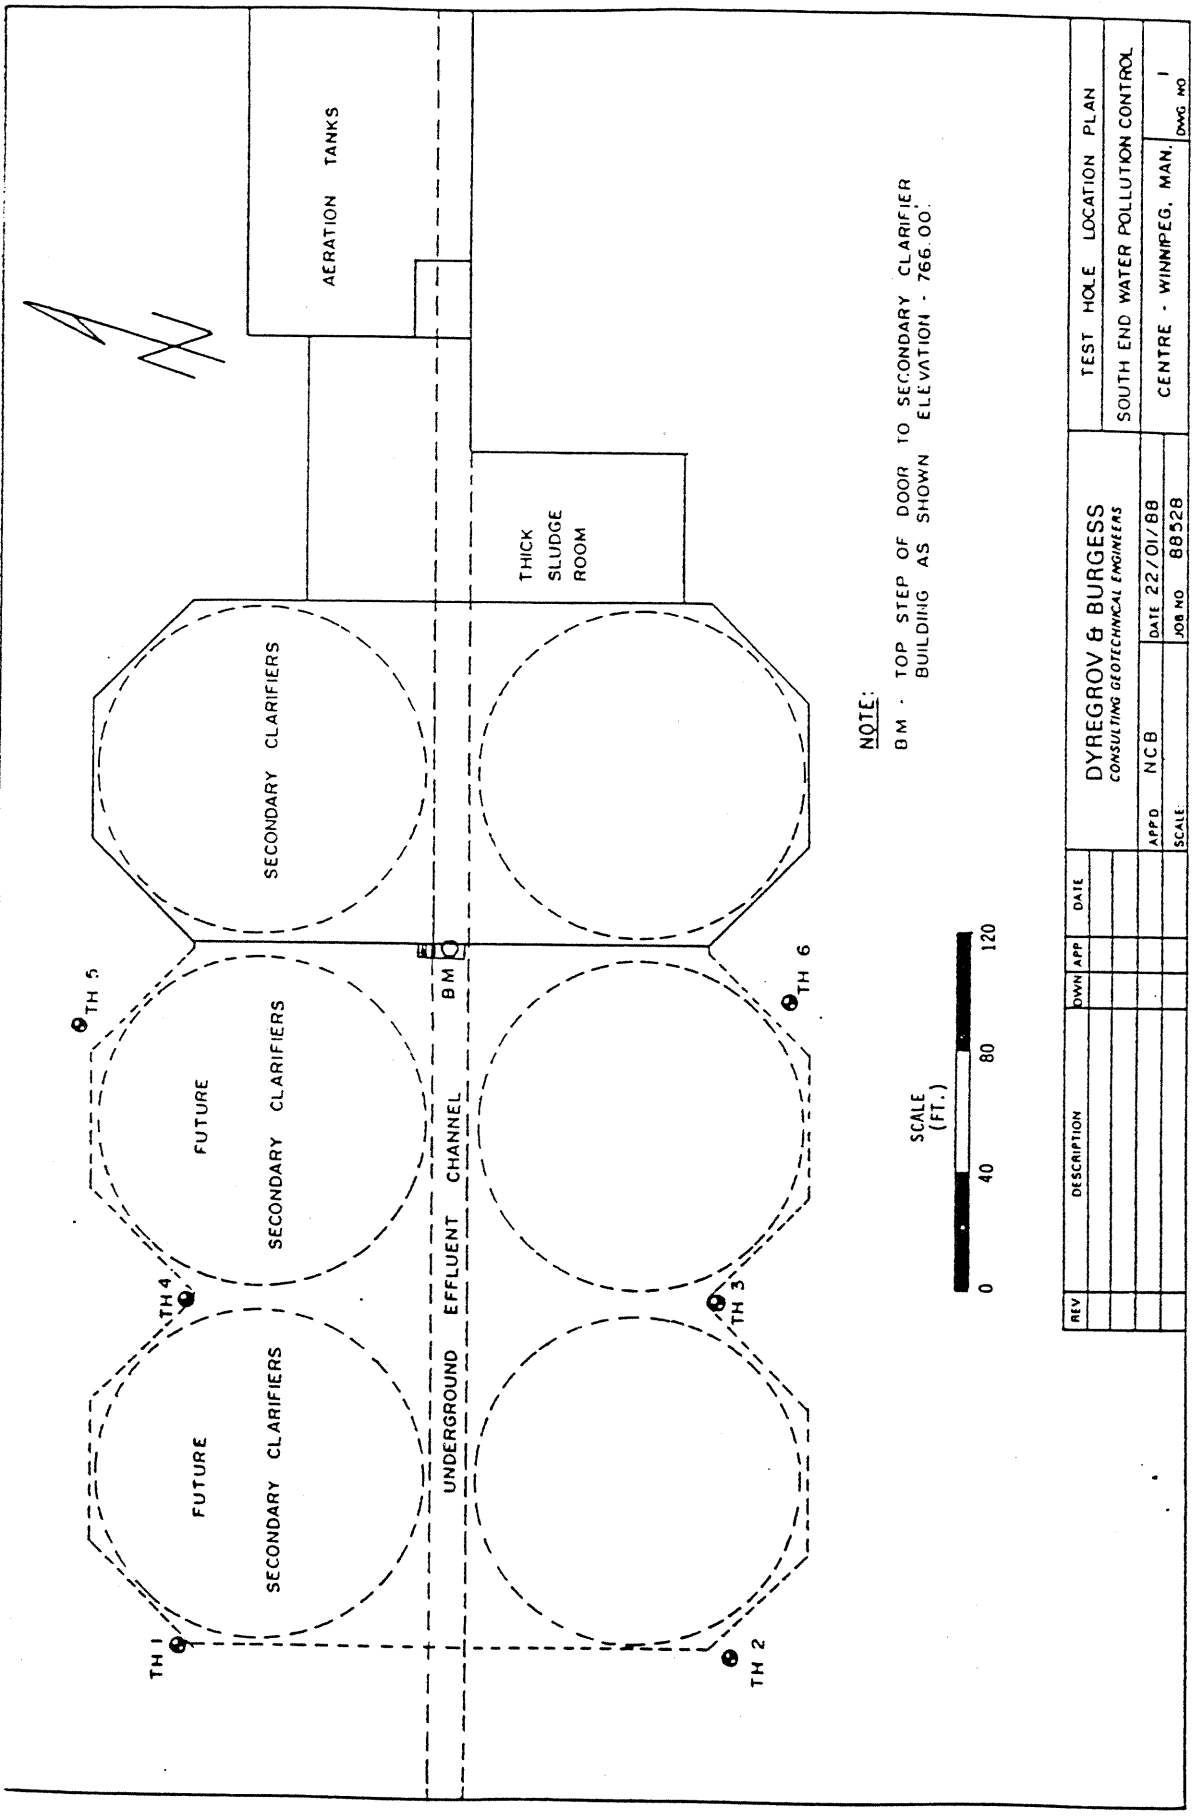 TH 1
TH 4
TH 5
FUTURE
SECONDARY CLARIFIERS
FUTURE
SECONDARY CLARIFIERS
SECONDARY CLARIFIERS
AERATION TANKS
N
UNDERGROUND EFFLUENT CHANNEL
BM
THICK
SLUDGE
ROOM
TH 2
TH 3
TH 6
NOTE:
BM - TOP STEP OF DOOR TO SECONDARY CLARIFIER
BUILDING AS SHOWN ELEVATION - 766.00'.
SCALE
(FT.)
0 40 80 120
REV DESCRIPTION DWN APP DATE
DYREGROV & BURGESS
CONSULTING GEOTECHNICAL ENGINEERS
APP'D NCB DATE 22/01/88
SCALE: JOB NO 88528
TEST HOLE LOCATION PLAN
SOUTH END WATER POLLUTION CONTROL
CENTRE - WINNIPEG, MAN.
DWG NO 1